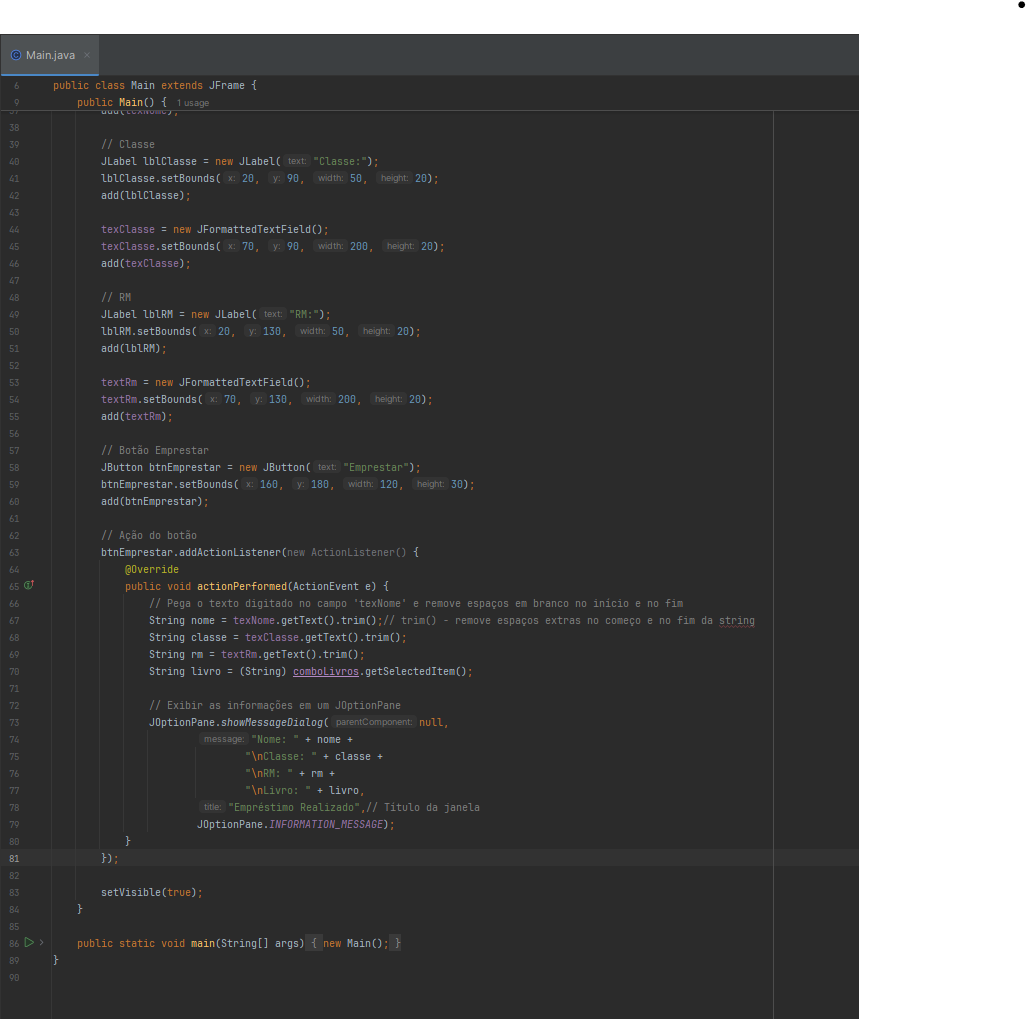 Main.java
6 public class Main extends JFrame {
9 public Main() { 1 usage
37 add(texNome);
38
39 // Classe
40 JLabel lblClasse = new JLabel( text: "Classe:");
41 lblClasse.setBounds( x: 20, y: 90, width: 50, height: 20);
42 add(lblClasse);
43
44 texClasse = new JFormattedTextField();
45 texClasse.setBounds( x: 70, y: 90, width: 200, height: 20);
46 add(texClasse);
47
48 // RM
49 JLabel lblRM = new JLabel( text: "RM:");
50 lblRM.setBounds( x: 20, y: 130, width: 50, height: 20);
51 add(lblRM);
52
53 textRm = new JFormattedTextField();
54 textRm.setBounds( x: 70, y: 130, width: 200, height: 20);
55 add(textRm);
56
57 // Botão Emprestar
58 JButton btnEmprestar = new JButton( text: "Emprestar");
59 btnEmprestar.setBounds( x: 160, y: 180, width: 120, height: 30);
60 add(btnEmprestar);
61
62 // Ação do botão
63 btnEmprestar.addActionListener(new ActionListener() {
64 @Override
65 public void actionPerformed(ActionEvent e) {
66 // Pega o texto digitado no campo 'texNome' e remove espaços em branco no início e no fim
67 String nome = texNome.getText().trim();// trim() - remove espaços extras no começo e no fim da string
68 String classe = texClasse.getText().trim();
69 String rm = textRm.getText().trim();
70 String livro = (String) comboLivros.getSelectedItem();
71
72 // Exibir as informações em um JOptionPane
73 JOptionPane.showMessageDialog( parentComponent: null,
74 message: "Nome: " + nome +
75 "\nClasse: " + classe +
76 "\nRM: " + rm +
77 "\nLivro: " + livro,
78 title: "Empréstimo Realizado",// Título da janela
79 JOptionPane.INFORMATION_MESSAGE);
80 }
81 });
82
83 setVisible(true);
84 }
85
86 public static void main(String[] args) { new Main(); }
89 }
90